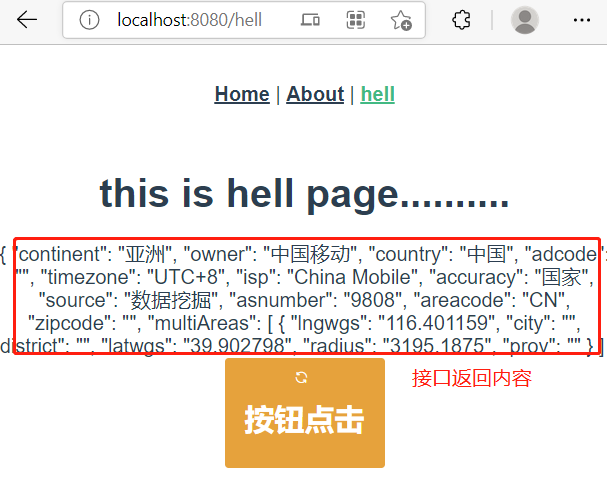 localhost:8080/hell
Home | About | hell
this is hell page..........
{ "continent": "亚洲", "owner": "中国移动", "country": "中国", "adcode":
"", "timezone": "UTC+8", "isp": "China Mobile", "accuracy": "国家",
"source": "数据挖掘", "asnumber": "9808", "areacode": "CN",
"zipcode": "", "multiAreas": [ { "lngwgs": "116.401159", "city": "",
district": "", "latwgs": "39.902798", "radius": "3195.1875", "prov": "" } ]
接口返回内容
按钮点击